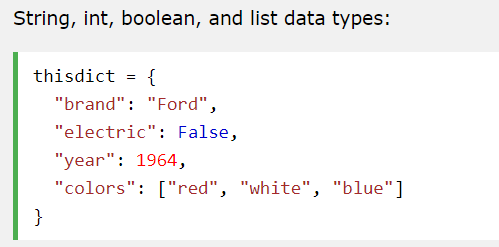 String, int, boolean, and list data types:
thisdict = {
  "brand": "Ford",
  "electric": False,
  "year": 1964,
  "colors": ["red", "white", "blue"]
}